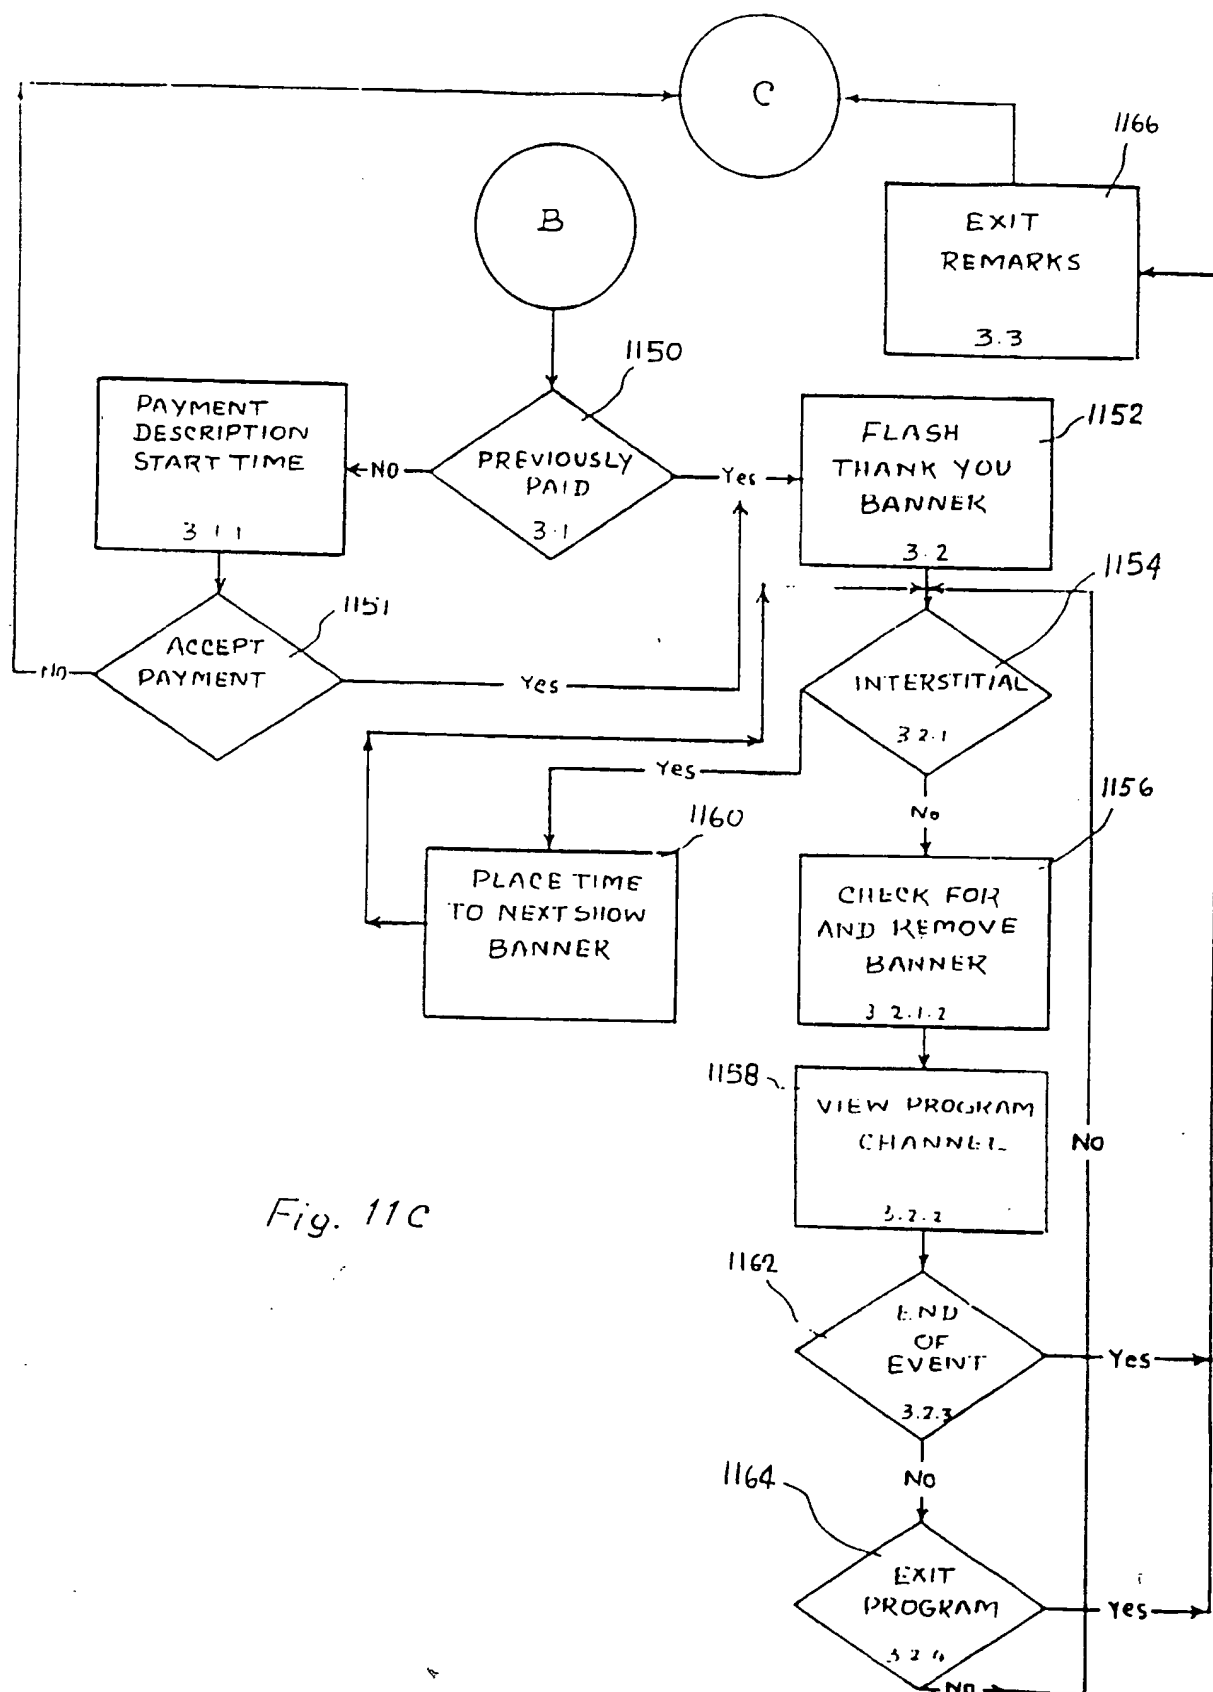 C
1166
EXIT
REMARKS
3.3
B
1150
PREVIOUSLY
PAID
3.1
NO
PAYMENT
DESCRIPTION
START TIME
3 1 1
Yes
1152
FLASH
THANK YOU
BANNER
3.2
1151
ACCEPT
PAYMENT
No
Yes
1154
INTERSTITIAL
3 2.1
Yes
No
1160
PLACE TIME
TO NEXT SHOW
BANNER
1156
CHECK FOR
AND REMOVE
BANNER
3 2.1.2
1158
VIEW PROGRAM
CHANNEL
3.2.2
NO
Fig. 11C
1162
END
OF
EVENT
3.2.3
Yes
NO
1164
EXIT
PROGRAM
3 2 4
Yes
NO